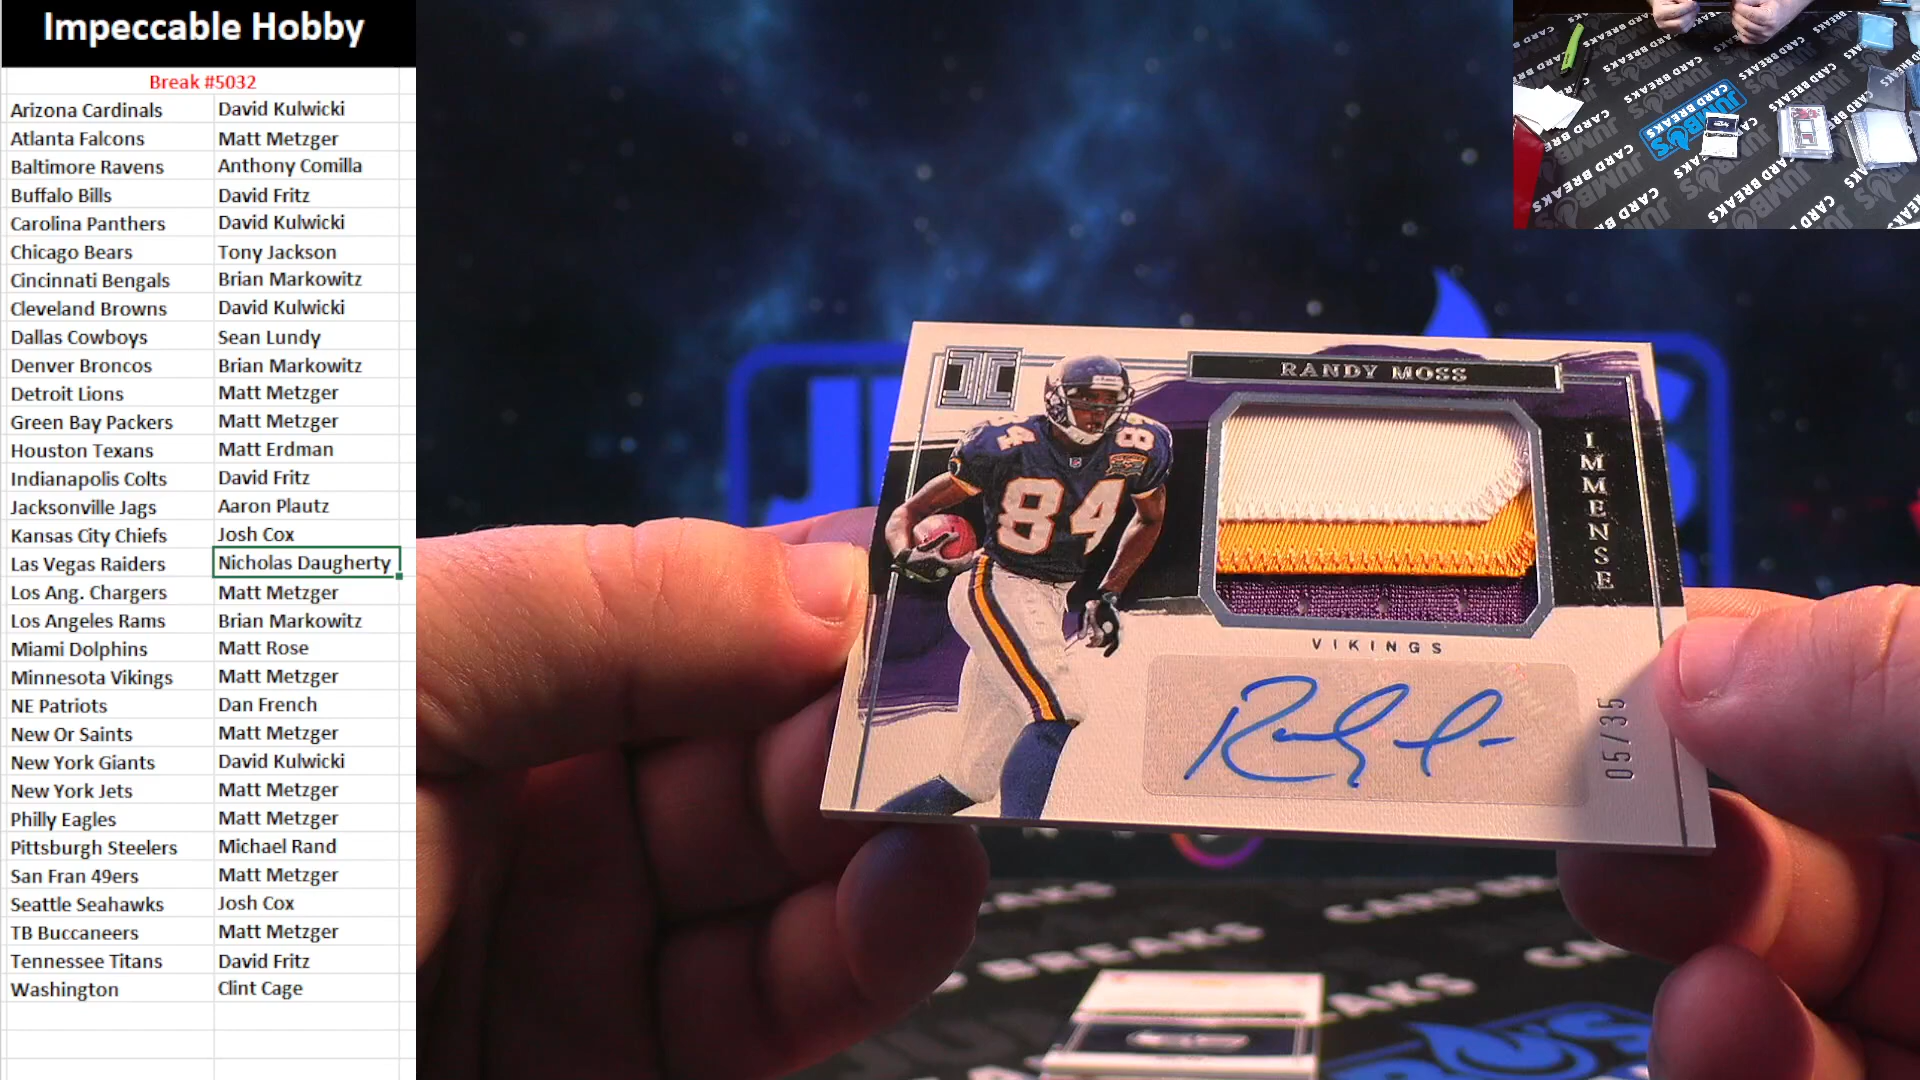 Impeccable Hobby
Break #5032
Arizona Cardinals David Kulwicki
Atlanta Falcons Matt Metzger
Baltimore Ravens Anthony Comilla
Buffalo Bills David Fritz
Carolina Panthers David Kulwicki
Chicago Bears Tony Jackson
Cincinnati Bengals Brian Markowitz
Cleveland Browns David Kulwicki
Dallas Cowboys Sean Lundy
Denver Broncos Brian Markowitz
Detroit Lions Matt Metzger
Green Bay Packers Matt Metzger
Houston Texans Matt Erdman
Indianapolis Colts David Fritz
Jacksonville Jags Aaron Plautz
Kansas City Chiefs Josh Cox
Las Vegas Raiders Nicholas Daugherty
Los Ang. Chargers Matt Metzger
Los Angeles Rams Brian Markowitz
Miami Dolphins Matt Rose
Minnesota Vikings Matt Metzger
NE Patriots Dan French
New Or Saints Matt Metzger
New York Giants David Kulwicki
New York Jets Matt Metzger
Philly Eagles Matt Metzger
Pittsburgh Steelers Michael Rand
San Fran 49ers Matt Metzger
Seattle Seahawks Josh Cox
TB Buccaneers Matt Metzger
Tennessee Titans David Fritz
Washington Clint Cage
RANDY MOSS
IMMENSE
84
84
VIKINGS
05/35
JUMBO'S
CARD BREAKS
CARD BREAKS
BREAKS